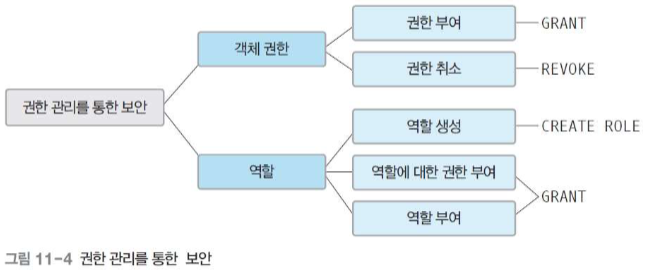 권한 관리를 통한 보안
객체 권한
권한 부여
GRANT
권한 취소
REVOKE
역할
역할 생성
CREATE ROLE
역할에 대한 권한 부여
역할 부여
GRANT
그림 11-4 권한 관리를 통한 보안